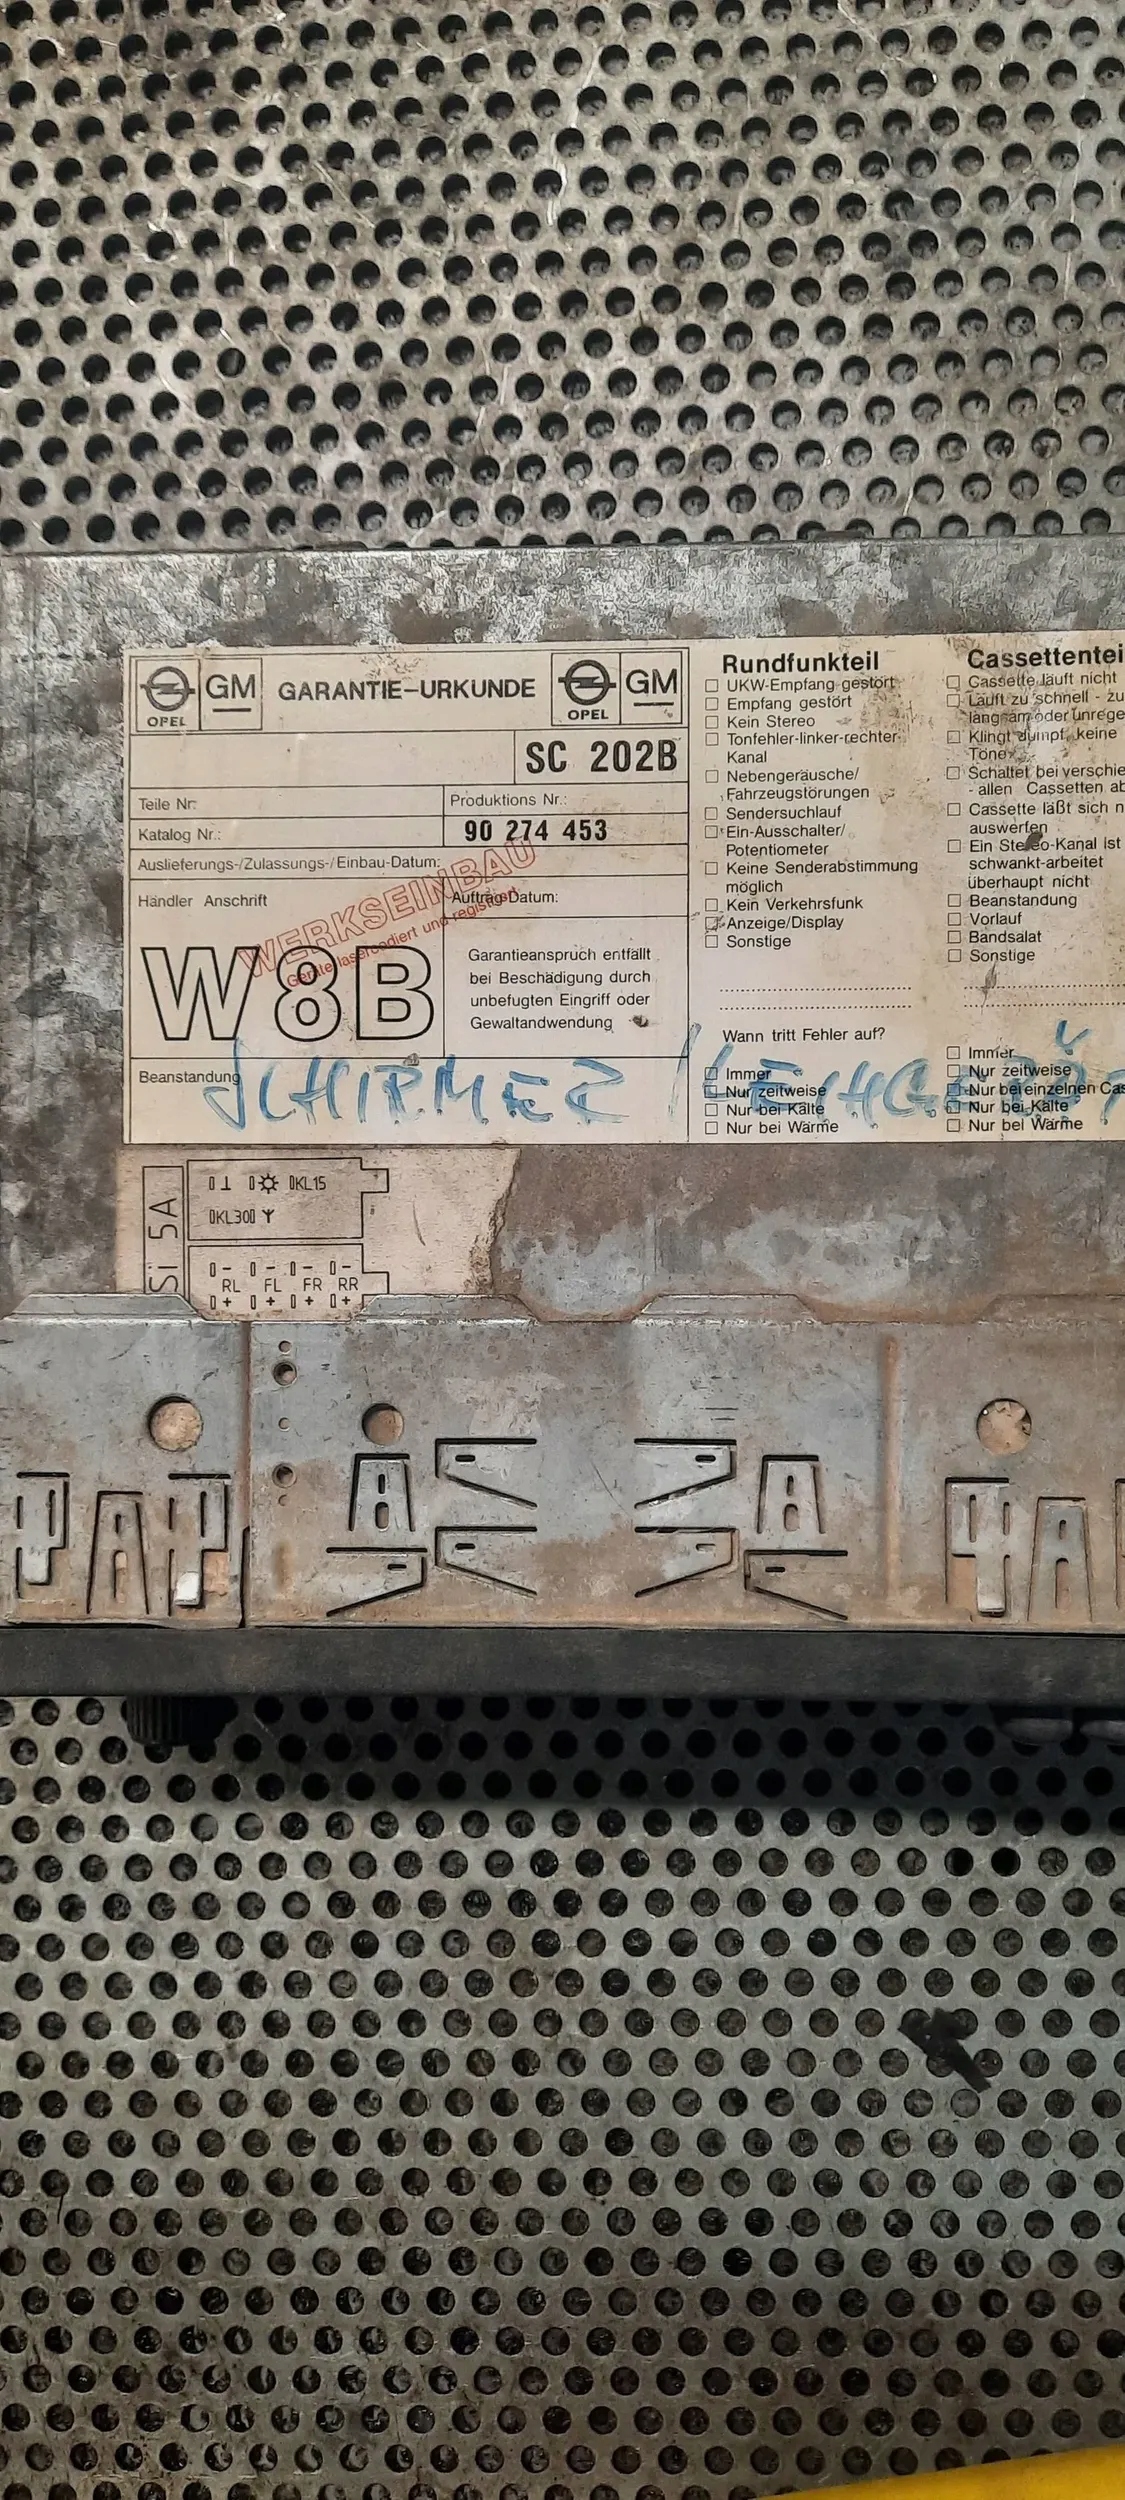 OPEL
GM
GARANTIE–URKUNDE
OPEL
GM
SC 202B
Teile Nr.
Produktions Nr.:
Katalog Nr.:
90 274 453
Auslieferungs-/Zulassungs-/Einbau-Datum:
Händler Anschrift
Auftrag-Datum:
WERKSEINBAU
Geräte lasercodiert und registriert
W8B
Garantieanspruch entfällt
bei Beschädigung durch
unbefugten Eingriff oder
Gewaltandwendung
Beanstandung
SCHIRMER /
Rundfunkteil
UKW-Empfang gestört
Empfang gestört
Kein Stereo
Tonfehler-linker-rechter-
Kanal
Nebengeräusche/
Fahrzeugstörungen
Sendersuchlauf
Ein-Ausschalter/
Potentiometer
Keine Senderabstimmung
möglich
Kein Verkehrsfunk
Anzeige/Display
Sonstige
Wann tritt Fehler auf?
Immer
Nur zeitweise
Nur bei Kälte
Nur bei Wärme
Cassettentei
Cassette läuft nicht
Läuft zu schnell - zu
langsam oder unrege
Klingt dumpf, keine
Töne
Schaltet bei verschie
- allen Cassetten ab
Cassette läßt sich n
auswerfen
Ein Stereo-Kanal ist
schwankt-arbeitet
überhaupt nicht
Beanstandung
Vorlauf
Bandsalat
Sonstige
Immer
Nur zeitweise
Nur bei einzelnen Cas
Nur bei Kälte
Nur bei Wärme
Si 5A
KL15
KL30
RL FL FR RR